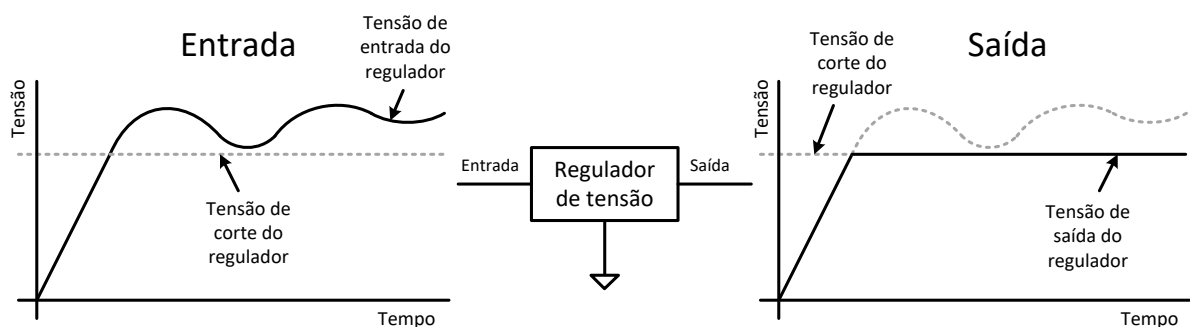 Entrada
Tensão de
entrada do
regulador
Tensão
Tensão de
corte do
regulador
Tempo
Entrada
Regulador
de tensão
Saída
Saída
Tensão de
corte do
regulador
Tensão
Tensão de
saída do
regulador
Tempo